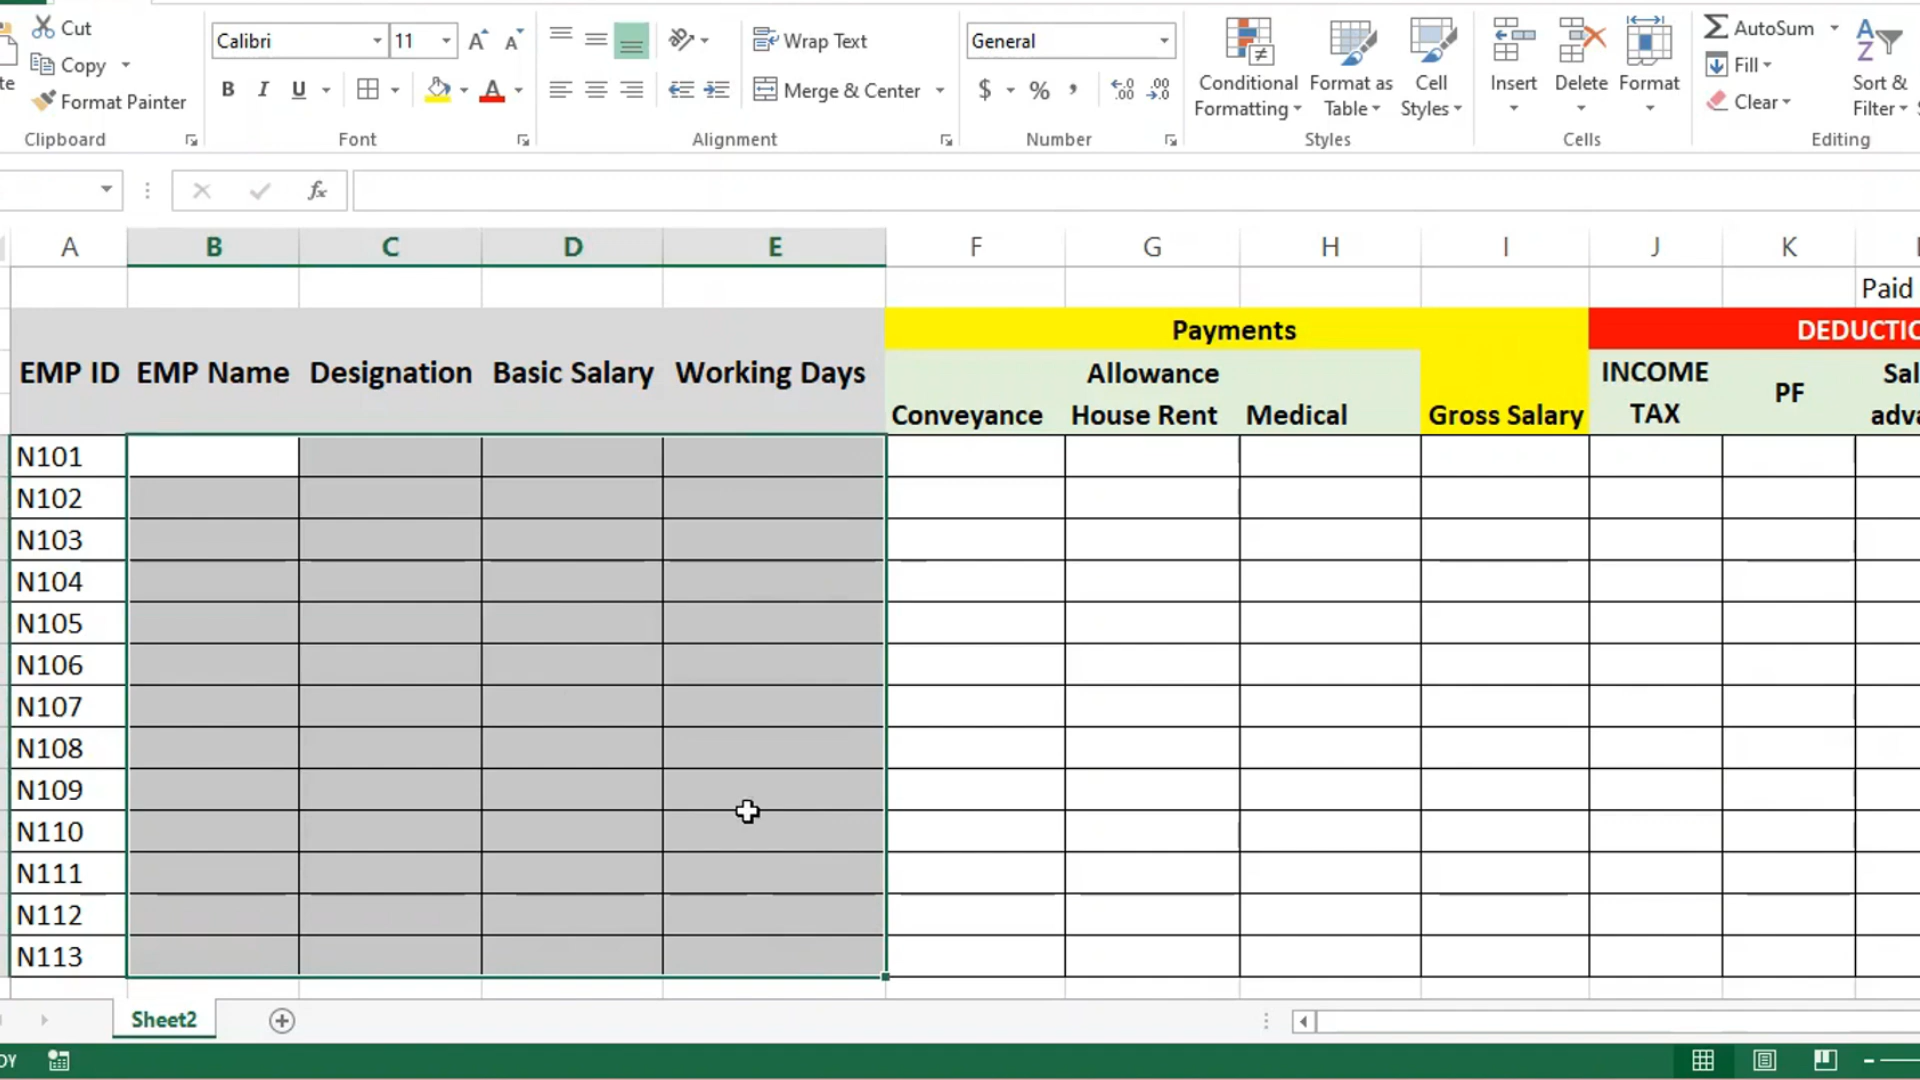 Cut
Copy
Format Painter
Clipboard
Calibri 11 A A
B I U A
Font
Wrap Text
Merge & Center
Alignment
General
$ % , .00
Number
Conditional Formatting
Format as Table
Cell Styles
Styles
Insert Delete Format
Cells
AutoSum
Fill
Clear
Sort & Filter
Editing
fx
A B C D E F G H I J K
Paid
Payments DEDUCTIO
EMP ID EMP Name Designation Basic Salary Working Days Allowance INCOME TAX PF
Conveyance House Rent Medical Gross Salary
N101
N102
N103
N104
N105
N106
N107
N108
N109
N110
N111
N112
N113
Sheet2